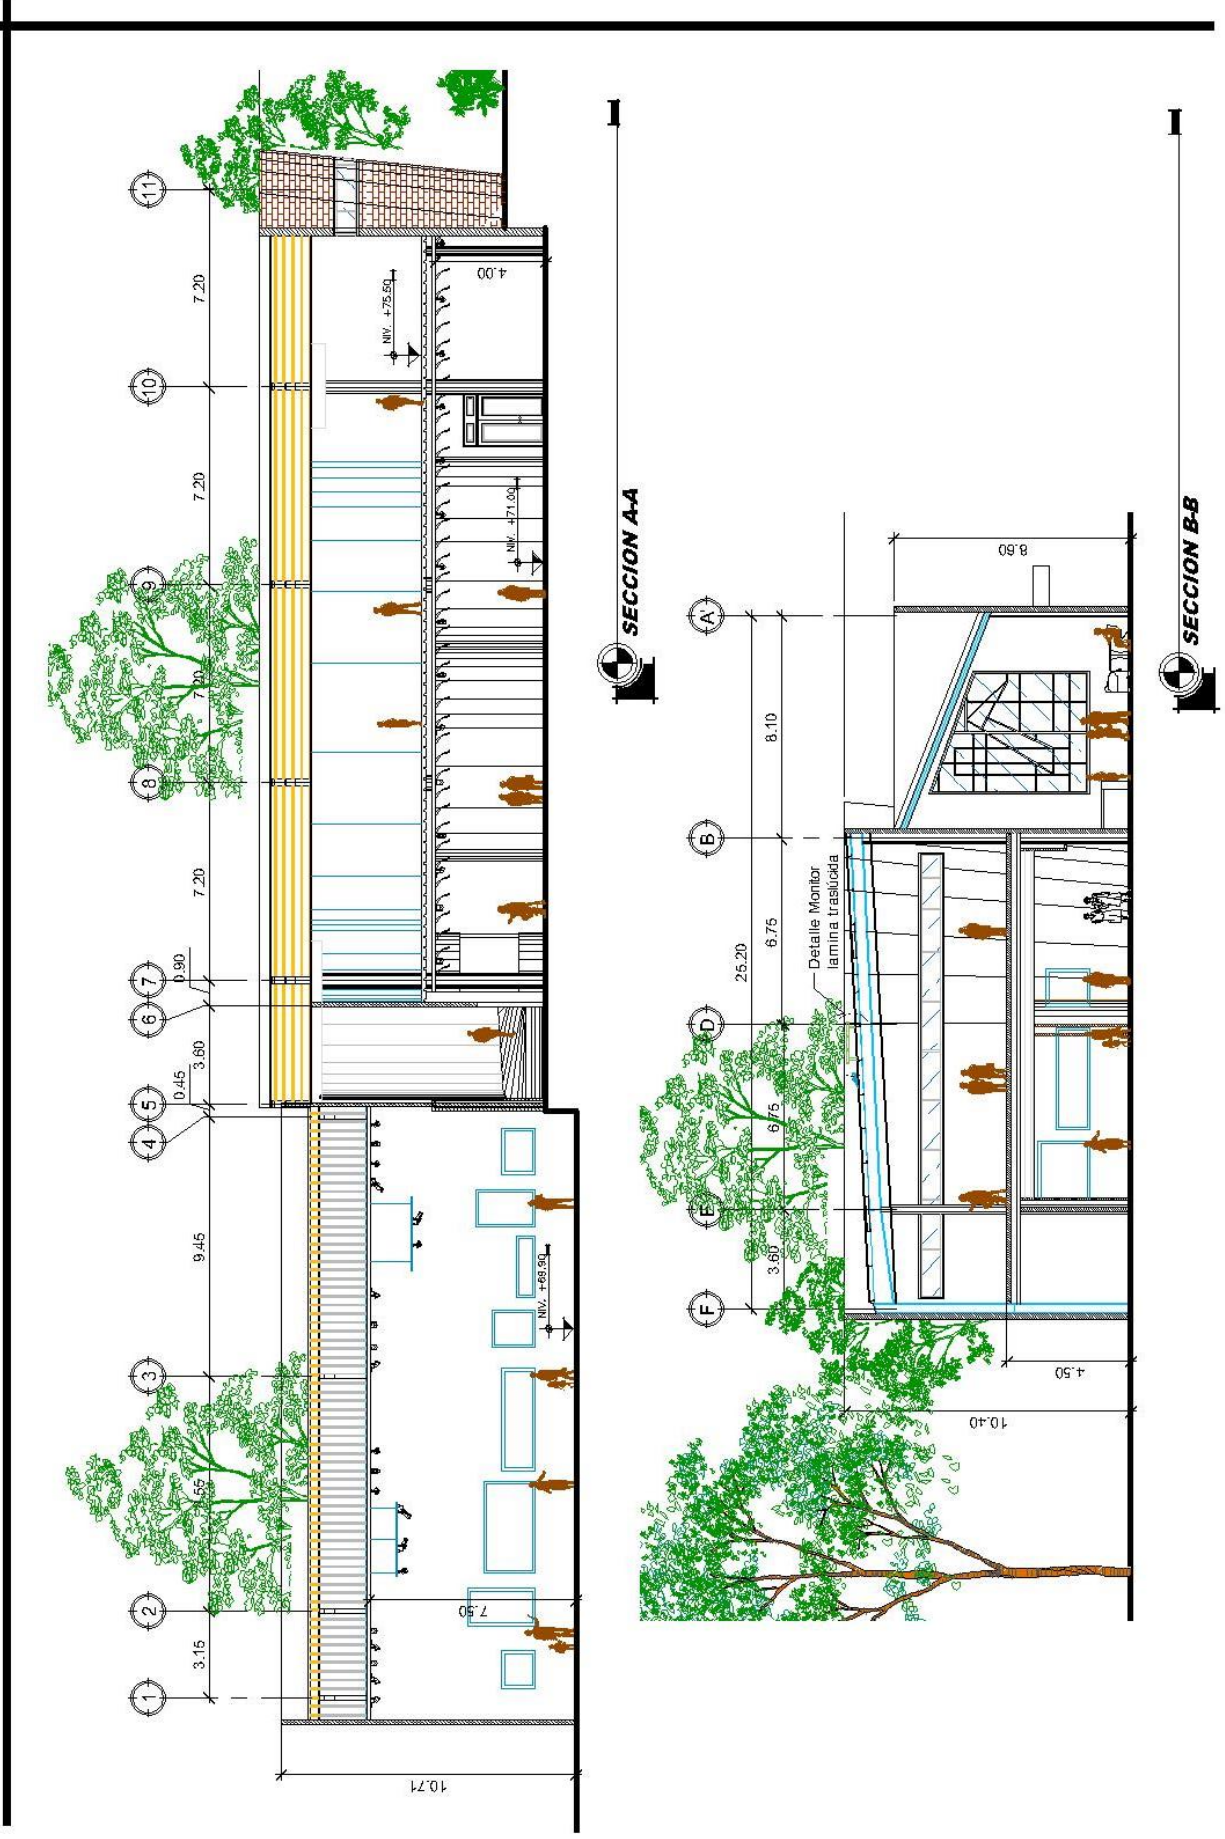 1 2 3 4 5 6 7 8 9 10 11
3.15 9.45 0.45 3.60 0.90 7.20 7.20 7.20 7.20
NIV. +75.50
4.00
NIV. +71.00
NIV. +69.90
7.50
10.71
SECCION A-A
F E D B A'
25.20
3.60 6.75 6.75 8.10
Detalle Monitor
lamina traslúcida
8.60
4.50
10.40
SECCION B-B